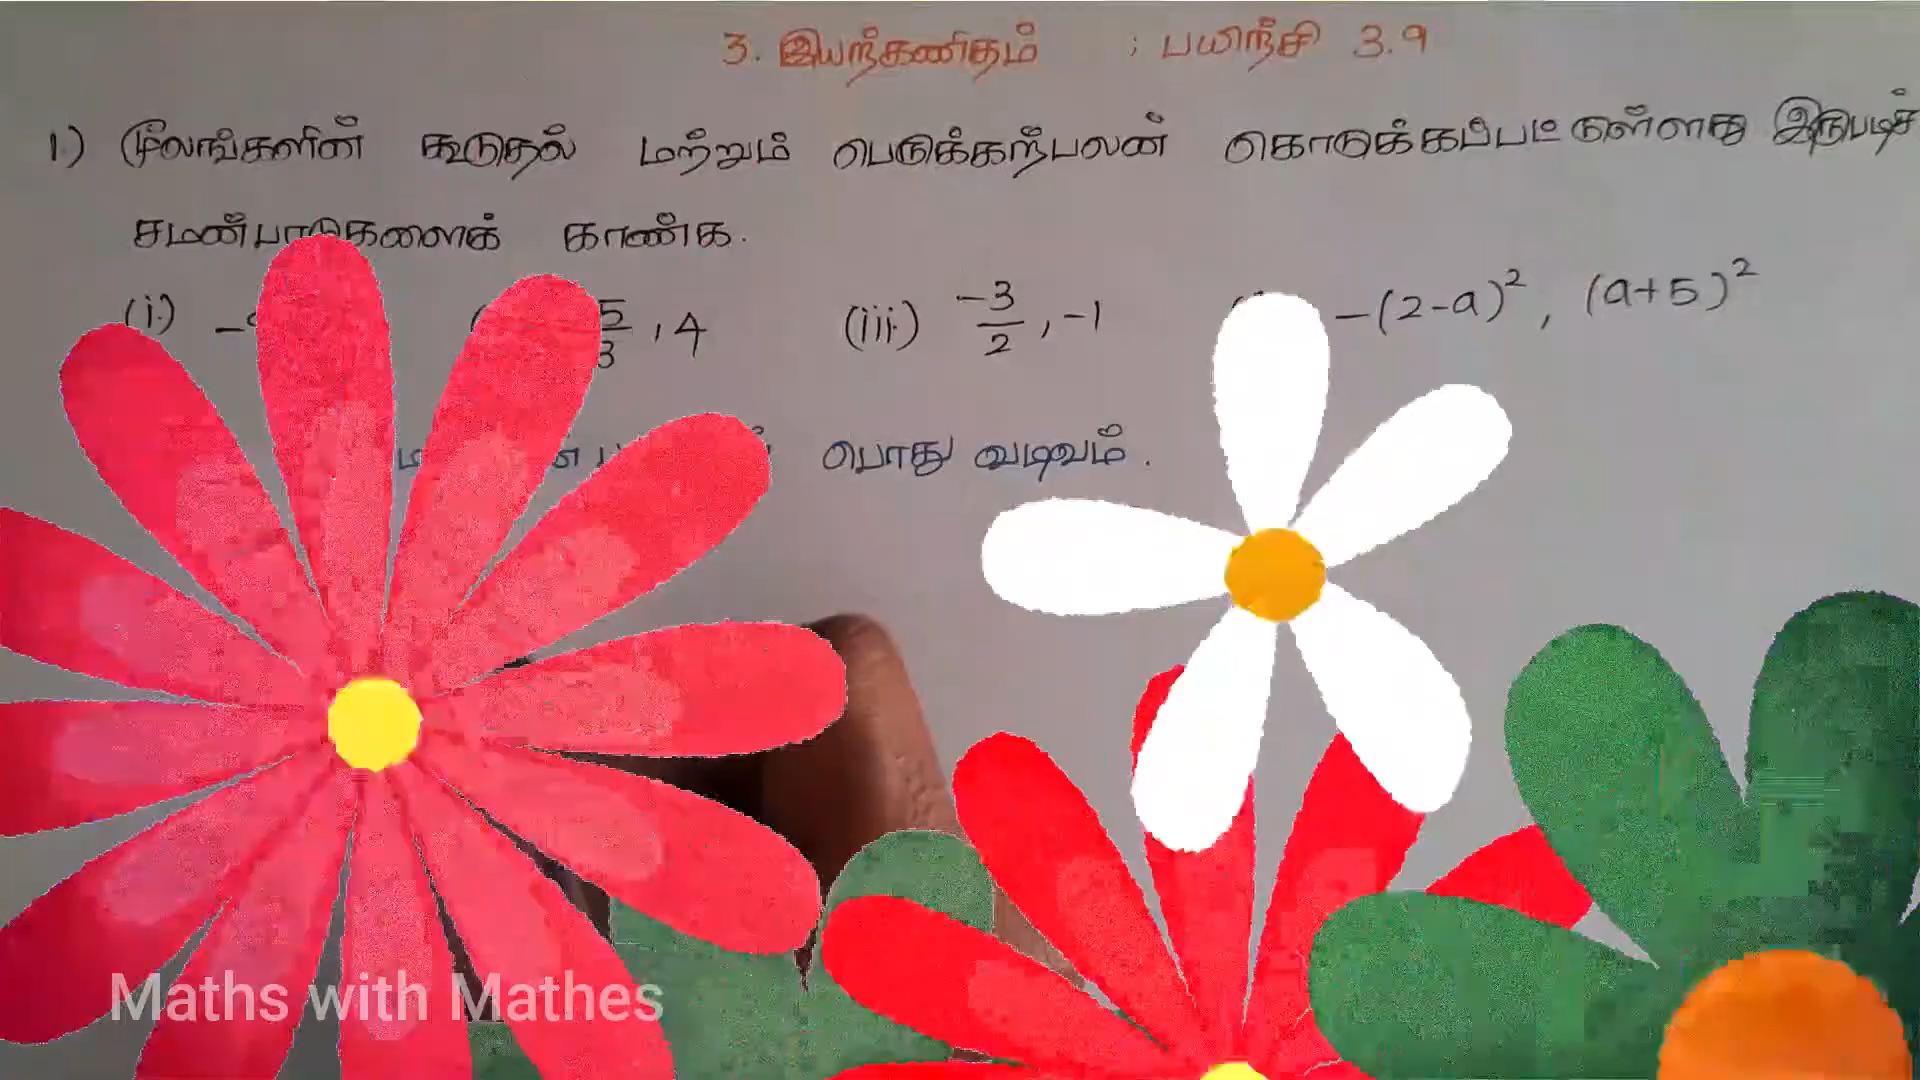 3. இயற்கணிதம் : பயிற்சி 3.9
1.) மூலங்களின் கூடுதல் மற்றும் பெருக்கற்பலன் கொடுக்கப்பட்டுள்ளது இருபடிச்
சமன்பாடுகளைக் காண்க.
(i) 5/3 , 4 (iii) -3/2 , -1 -(2-a)², (a+5)²
பொது வடிவம்.
Maths with Mathes